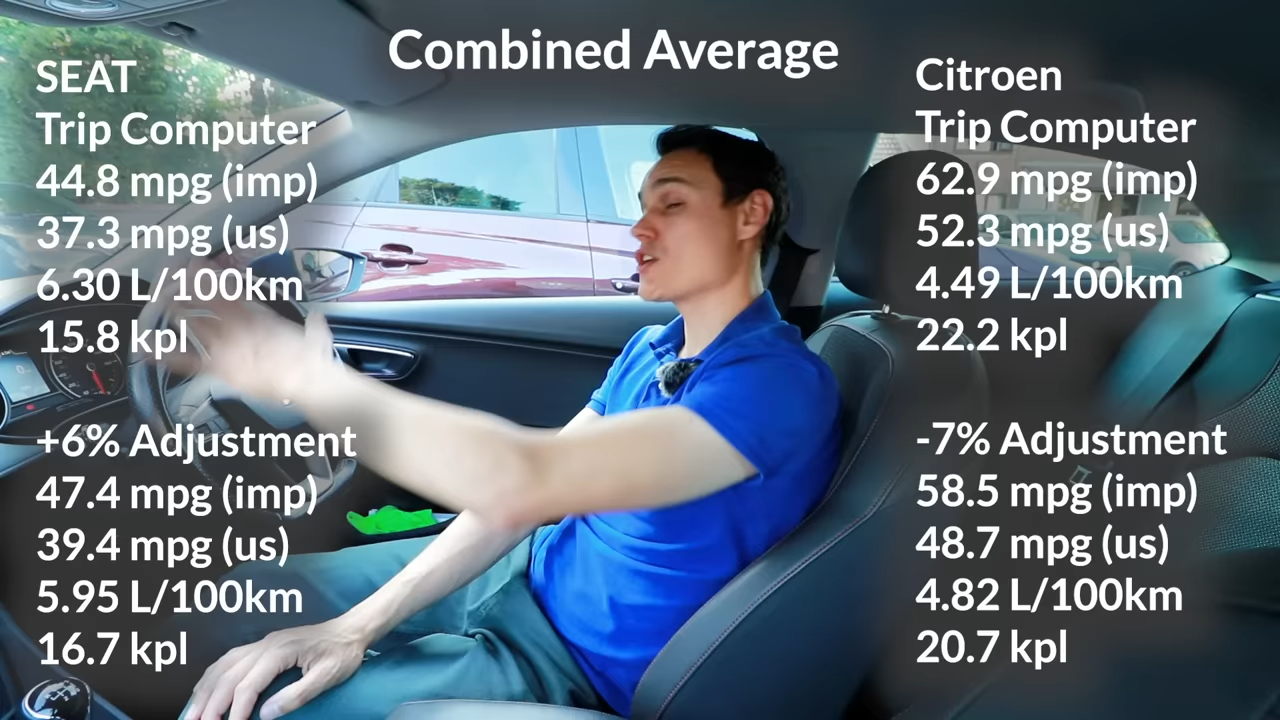 Combined Average
SEAT
Trip Computer
44.8 mpg (imp)
37.3 mpg (us)
6.30 L/100km
15.8 kpl
+6% Adjustment
47.4 mpg (imp)
39.4 mpg (us)
5.95 L/100km
16.7 kpl
Citroen
Trip Computer
62.9 mpg (imp)
52.3 mpg (us)
4.49 L/100km
22.2 kpl
-7% Adjustment
58.5 mpg (imp)
48.7 mpg (us)
4.82 L/100km
20.7 kpl